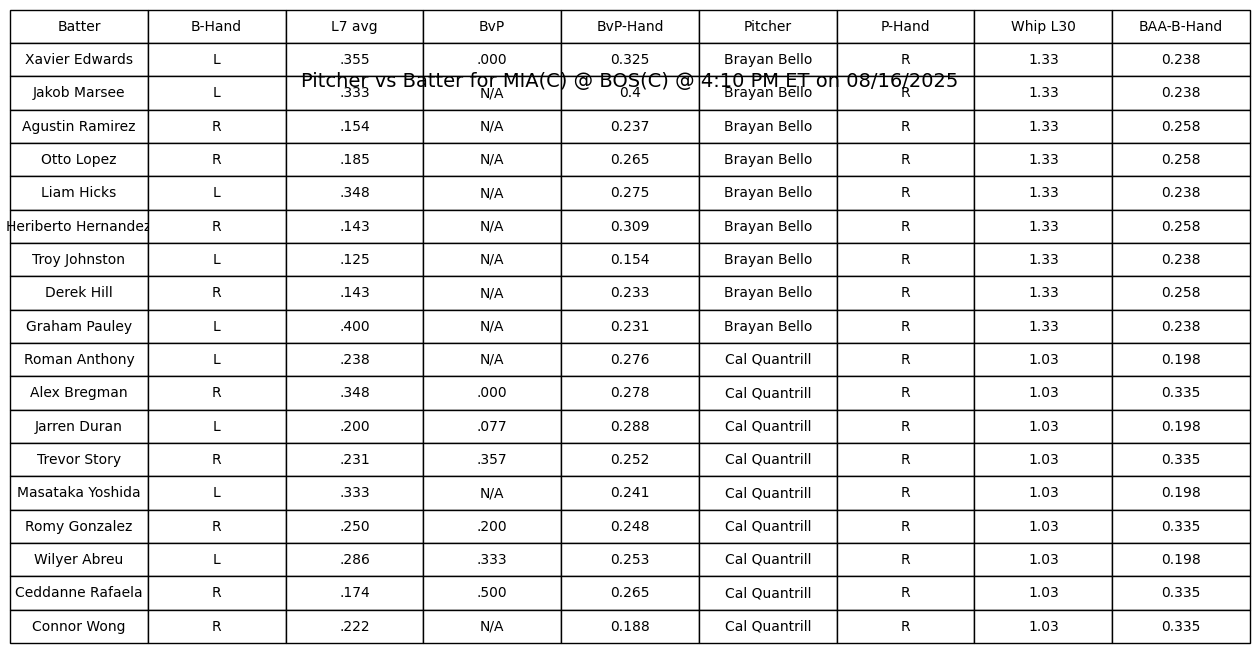 Batter B-Hand L7 avg BvP BvP-Hand Pitcher P-Hand Whip L30 BAA-B-Hand
Xavier Edwards L .355 .000 0.325 Brayan Bello R 1.33 0.238
Pitcher vs Batter for MIA(C) @ BOS(C) @ 4:10 PM ET on 08/16/2025
Jakob Marsee L .333 N/A 0.4 Brayan Bello R 1.33 0.238
Agustin Ramirez R .154 N/A 0.237 Brayan Bello R 1.33 0.258
Otto Lopez R .185 N/A 0.265 Brayan Bello R 1.33 0.258
Liam Hicks L .348 N/A 0.275 Brayan Bello R 1.33 0.238
Heriberto Hernandez R .143 N/A 0.309 Brayan Bello R 1.33 0.258
Troy Johnston L .125 N/A 0.154 Brayan Bello R 1.33 0.238
Derek Hill R .143 N/A 0.233 Brayan Bello R 1.33 0.258
Graham Pauley L .400 N/A 0.231 Brayan Bello R 1.33 0.238
Roman Anthony L .238 N/A 0.276 Cal Quantrill R 1.03 0.198
Alex Bregman R .348 .000 0.278 Cal Quantrill R 1.03 0.335
Jarren Duran L .200 .077 0.288 Cal Quantrill R 1.03 0.198
Trevor Story R .231 .357 0.252 Cal Quantrill R 1.03 0.335
Masataka Yoshida L .333 N/A 0.241 Cal Quantrill R 1.03 0.198
Romy Gonzalez R .250 .200 0.248 Cal Quantrill R 1.03 0.335
Wilyer Abreu L .286 .333 0.253 Cal Quantrill R 1.03 0.198
Ceddanne Rafaela R .174 .500 0.265 Cal Quantrill R 1.03 0.335
Connor Wong R .222 N/A 0.188 Cal Quantrill R 1.03 0.335